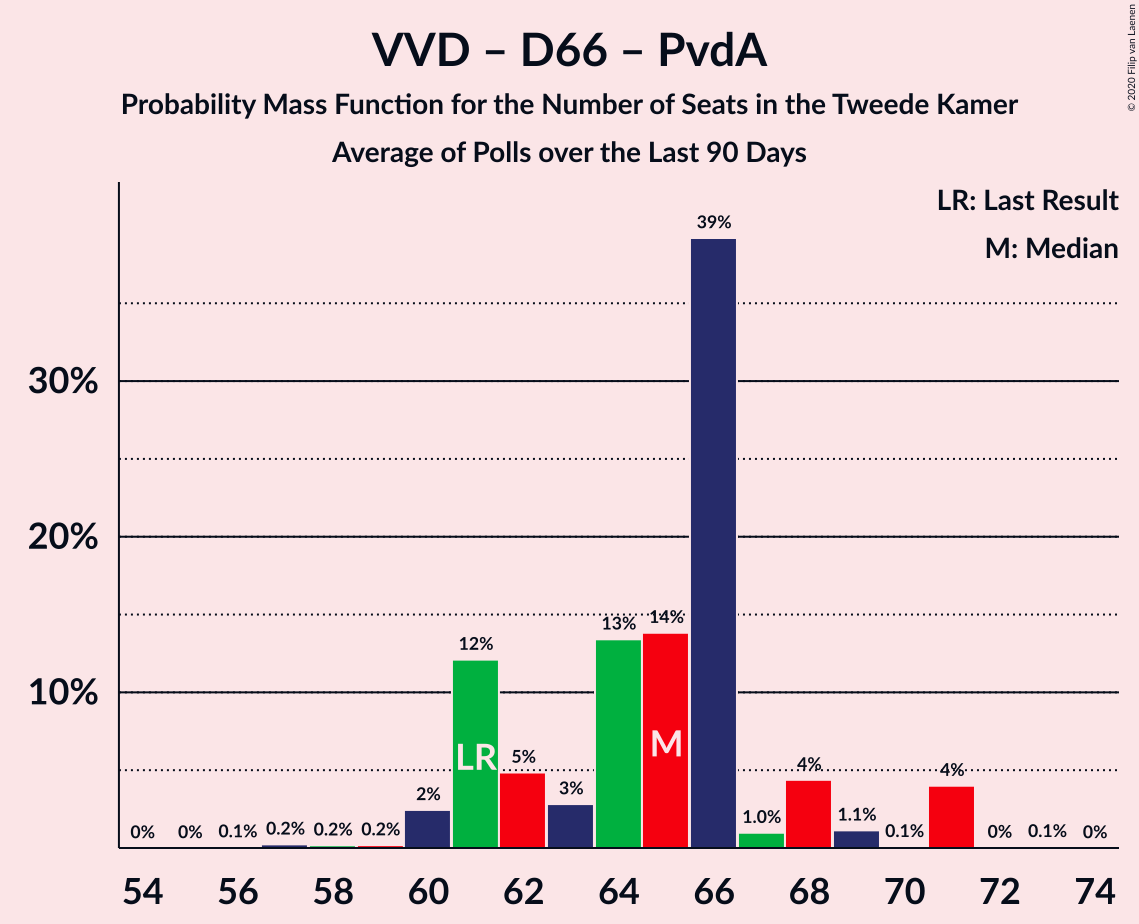 VVD – D66 – PvdA
Probability Mass Function for the Number of Seats in the Tweede Kamer
Average of Polls over the Last 90 Days
© 2020 Filip van Laenen
LR: Last Result
M: Median
30%
20%
10%
0%
0%
0.1%
0.2%
0.2%
0.2%
2%
12%
5%
3%
13%
14%
39%
1.0%
4%
1.1%
0.1%
4%
0%
0.1%
0%
LR
M
54 56 58 60 62 64 66 68 70 72 74